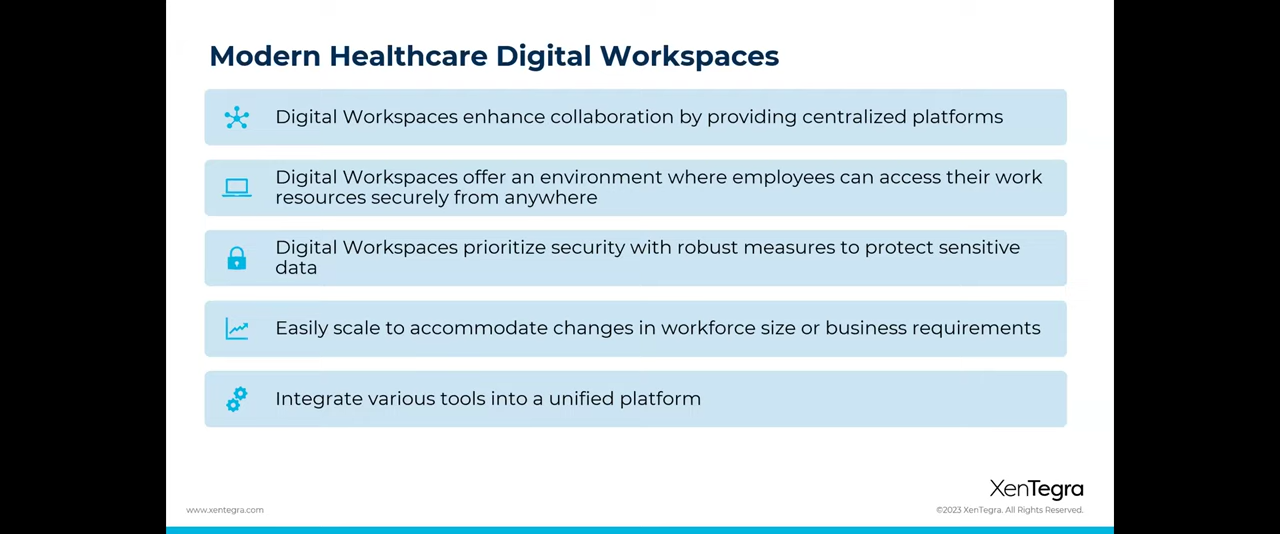 Modern Healthcare Digital Workspaces
Digital Workspaces enhance collaboration by providing centralized platforms
Digital Workspaces offer an environment where employees can access their work
resources securely from anywhere
Digital Workspaces prioritize security with robust measures to protect sensitive
data
Easily scale to accommodate changes in workforce size or business requirements
Integrate various tools into a unified platform
XenTegra
www.xentegra.com
©2023 XenTegra. All Rights Reserved.